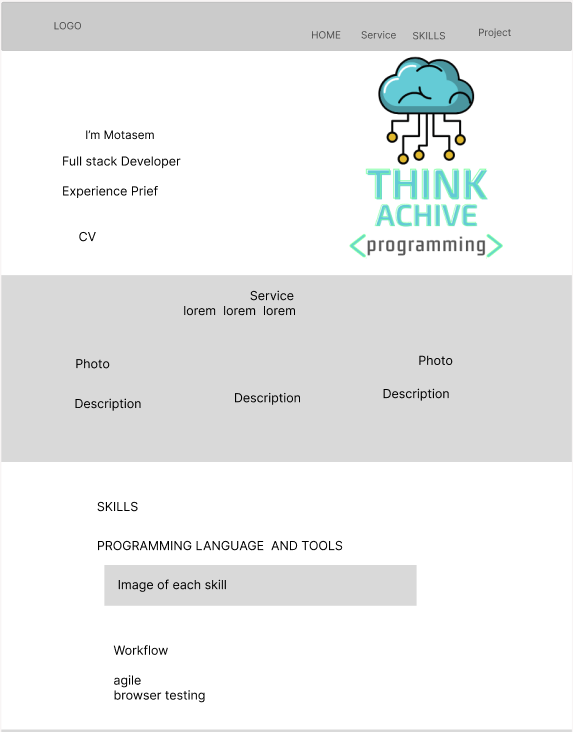 LOGO
HOME Service SKILLS Project
I'm Motasem
Full stack Developer
Experience Prief
CV
THINK
ACHIVE
<programming>
Service
lorem lorem lorem
Photo
Photo
Description
Description
Description
SKILLS
PROGRAMMING LANGUAGE AND TOOLS
Image of each skill
Workflow
agile
browser testing